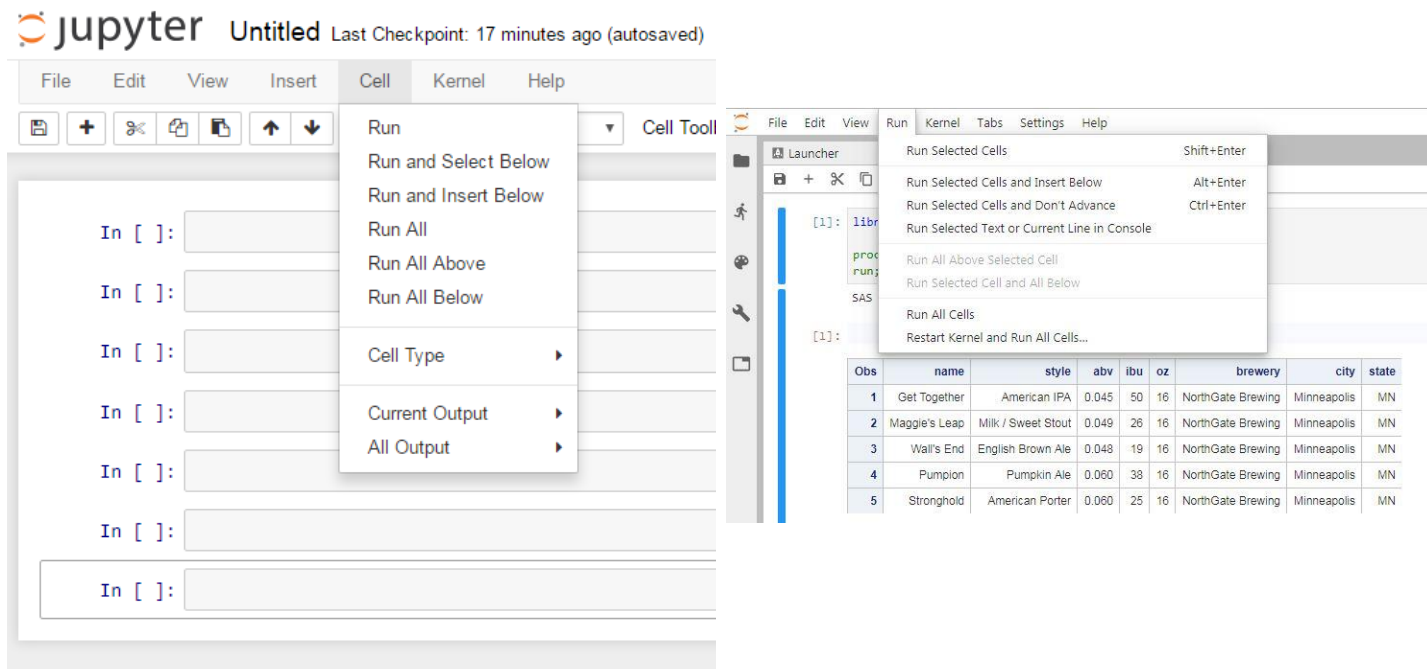 jupyter Untitled Last Checkpoint: 17 minutes ago (autosaved)
File Edit View Insert Cell Kernel Help
Cell Tool
Run
Run and Select Below
Run and Insert Below
Run All
Run All Above
Run All Below
Cell Type
Current Output
All Output
In [ ]:
In [ ]:
In [ ]:
In [ ]:
In [ ]:
In [ ]:
In [ ]:
File Edit View Run Kernel Tabs Settings Help
Launcher
Run Selected Cells Shift+Enter
Run Selected Cells and Insert Below Alt+Enter
Run Selected Cells and Don't Advance Ctrl+Enter
Run Selected Text or Current Line in Console
Run All Above Selected Cell
Run Selected Cell and All Below
Run All Cells
Restart Kernel and Run All Cells...
[1]: libr
proc
run;
SAS
[1]:
Obs name style abv ibu oz brewery city state
1 Get Together American IPA 0.045 50 16 NorthGate Brewing Minneapolis MN
2 Maggie's Leap Milk / Sweet Stout 0.049 26 16 NorthGate Brewing Minneapolis MN
3 Wall's End English Brown Ale 0.048 19 16 NorthGate Brewing Minneapolis MN
4 Pumpion Pumpkin Ale 0.060 38 16 NorthGate Brewing Minneapolis MN
5 Stronghold American Porter 0.060 25 16 NorthGate Brewing Minneapolis MN